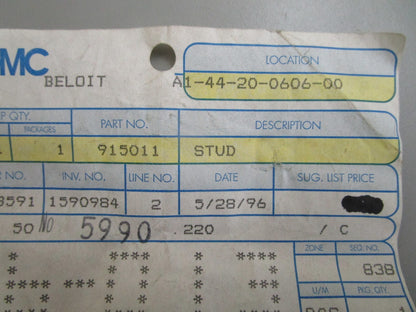 MC
LOCATION
BELOIT A1-44-20-0606-00
P QTY. PACKAGES PART NO. DESCRIPTION
1 915011 STUD
R NO. INV. NO. LINE NO. DATE SUG. LIST PRICE
8591 1590984 2 5/28/96
50 NO 5990 .220 / C
ZONE SEQ. NO.
**** **** 838
* * * * U/M PKG. QTY.
**** *** **** ***